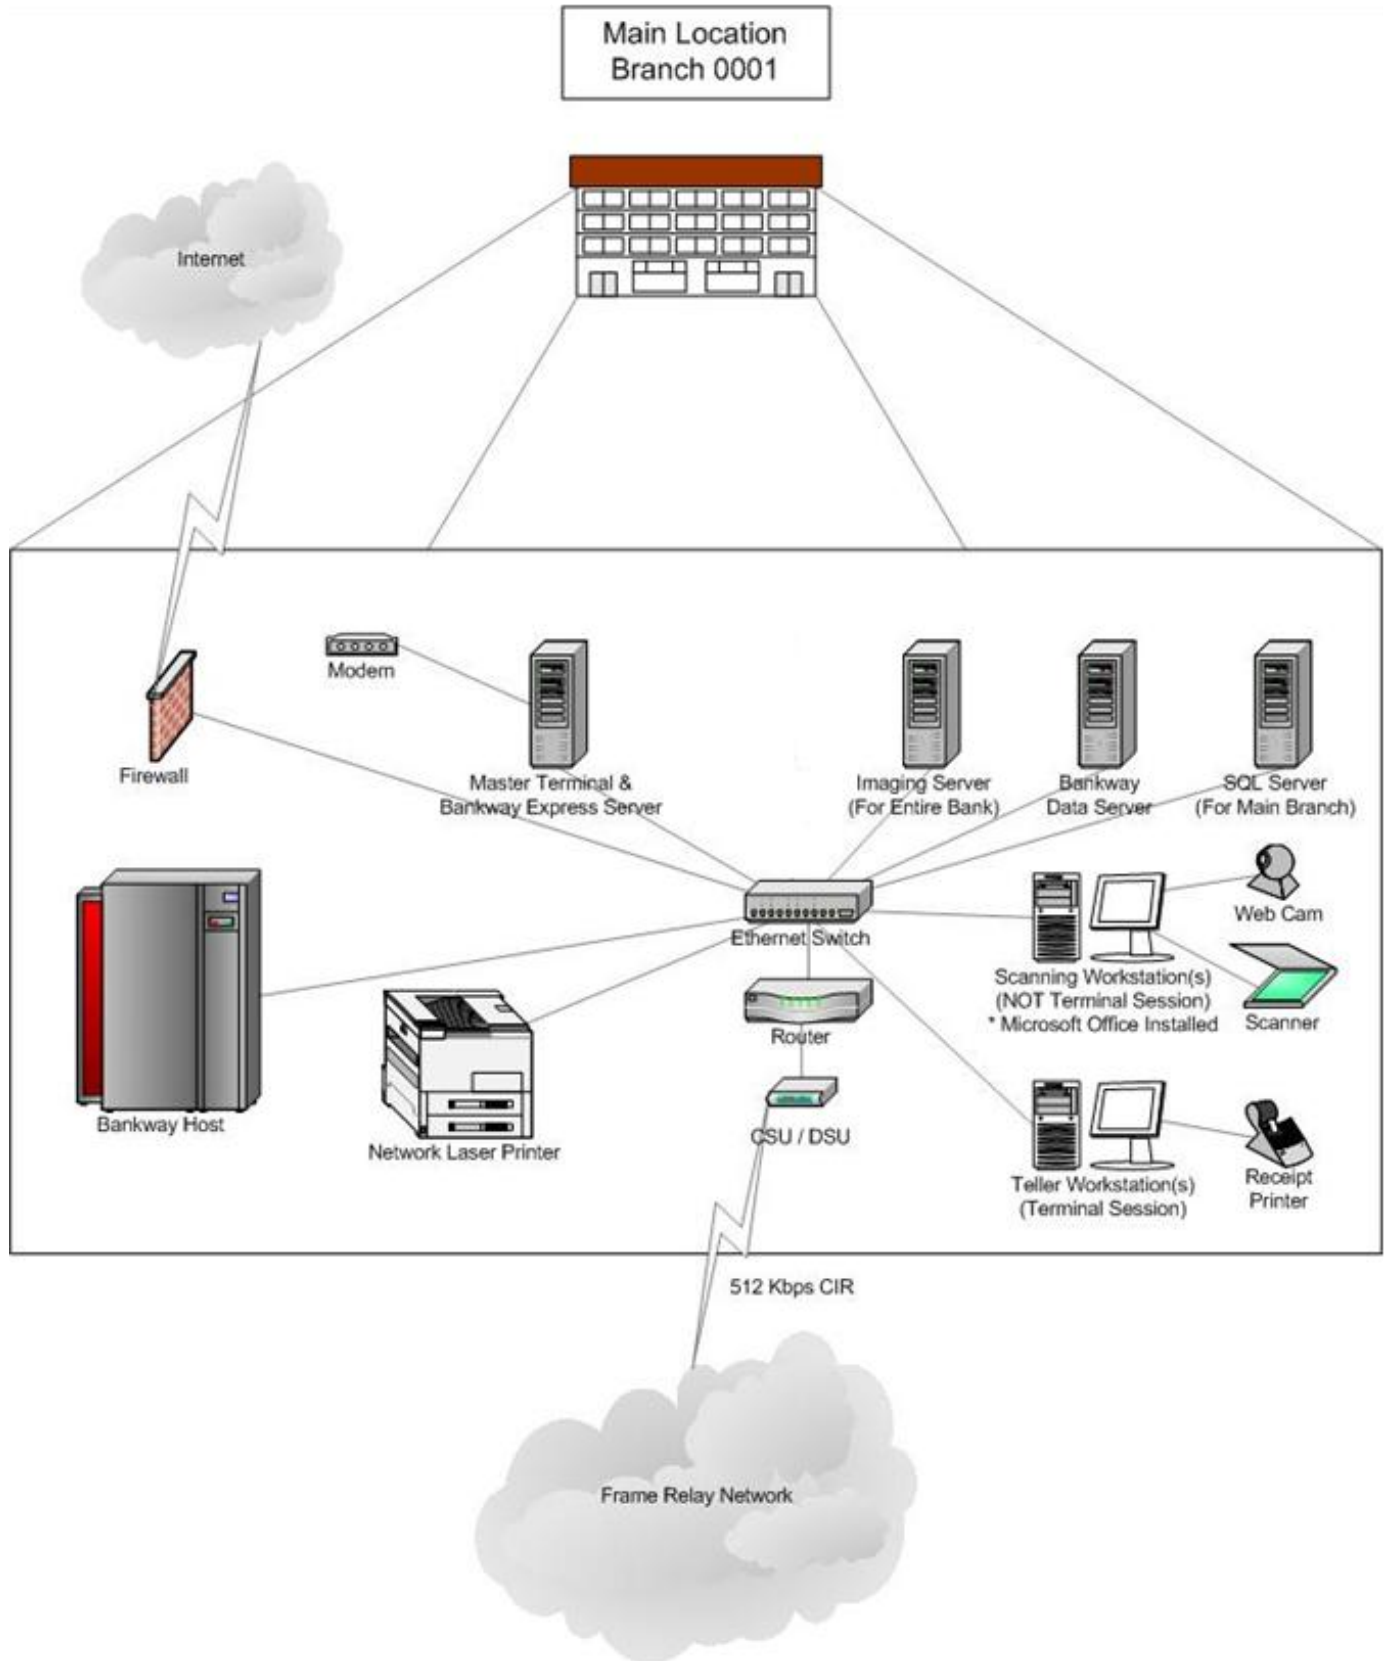 Main Location
Branch 0001
Internet
Modem
Firewall
Master Terminal &
Bankway Express Server
Imaging Server
(For Entire Bank)
Bankway
Data Server
SQL Server
(For Main Branch)
Ethernet Switch
Web Cam
Scanning Workstation(s)
(NOT Terminal Session)
* Microsoft Office Installed
Scanner
Router
Bankway Host
Network Laser Printer
CSU / DSU
Teller Workstation(s)
(Terminal Session)
Receipt
Printer
512 Kbps CIR
Frame Relay Network